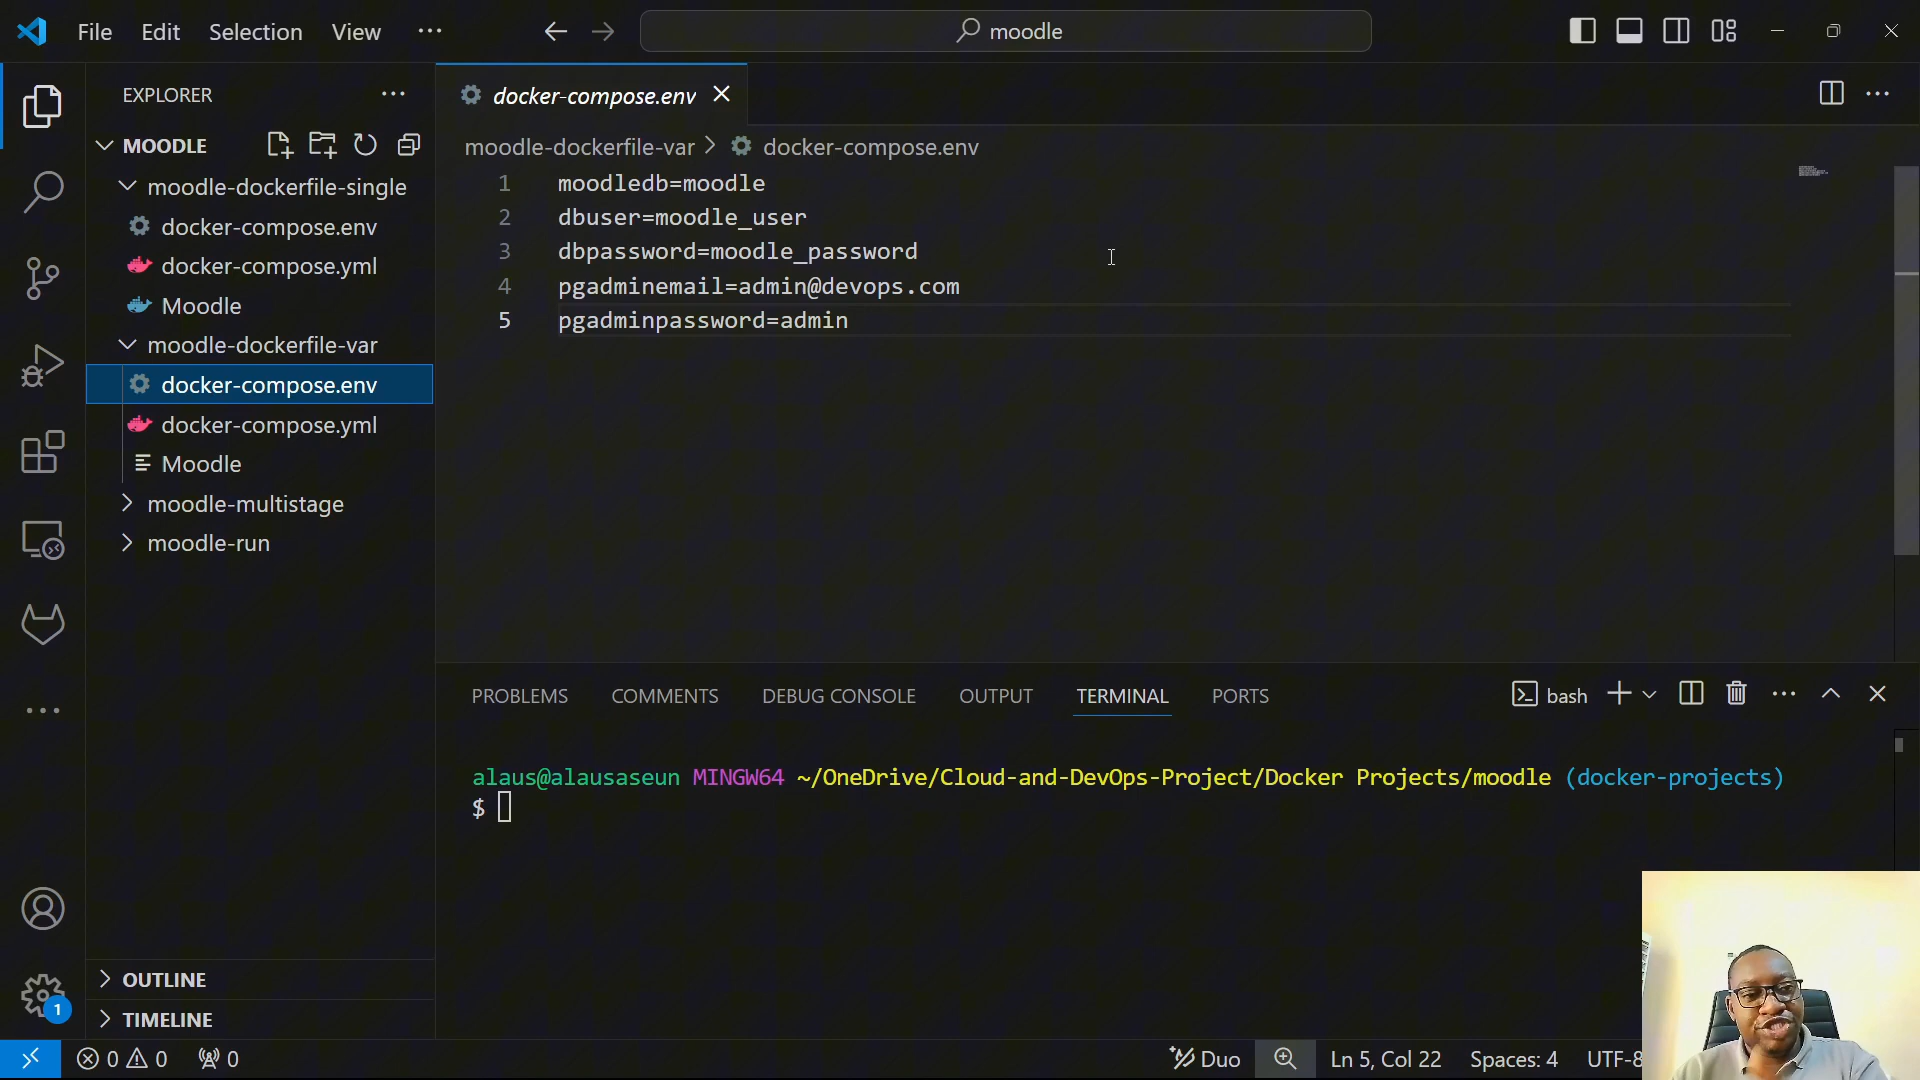 File Edit Selection View ··· moodle
EXPLORER ···
docker-compose.env
MOODLE
moodle-dockerfile-var > docker-compose.env
moodle-dockerfile-single
docker-compose.env
docker-compose.yml
Moodle
moodle-dockerfile-var
docker-compose.env
docker-compose.yml
Moodle
moodle-multistage
moodle-run
1 moodledb=moodle
2 dbuser=moodle_user
3 dbpassword=moodle_password
4 pgadminemail=admin@devops.com
5 pgadminpassword=admin
PROBLEMS COMMENTS DEBUG CONSOLE OUTPUT TERMINAL PORTS bash
alaus@alausaseun MINGW64 ~/OneDrive/Cloud-and-DevOps-Project/Docker Projects/moodle (docker-projects)
$
OUTLINE
1
TIMELINE
0 0 0 Duo Ln 5, Col 22 Spaces: 4 UTF-8